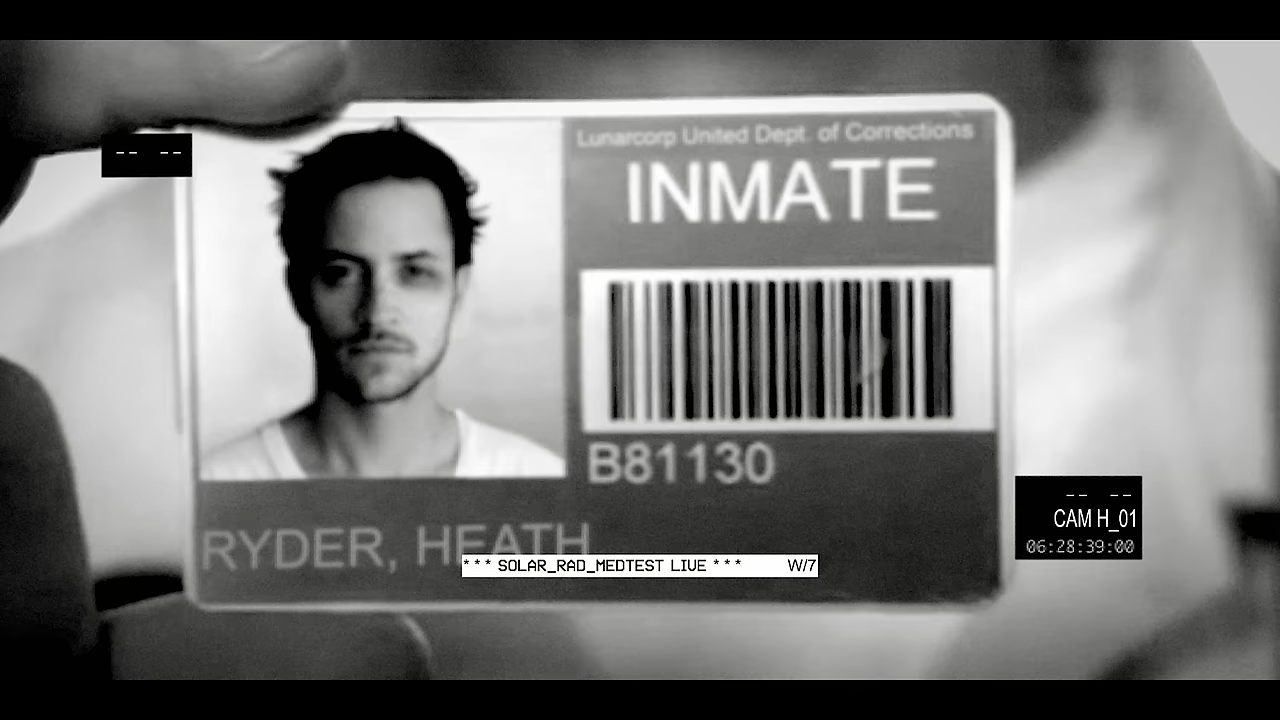 -- --
Lunarcorp United Dept. of Corrections
INMATE
B81130
RYDER, HEATH
*** SOLAR_RAD_MEDTEST LIVE *** W/7
-- --
CAM H_01
06:28:39:00